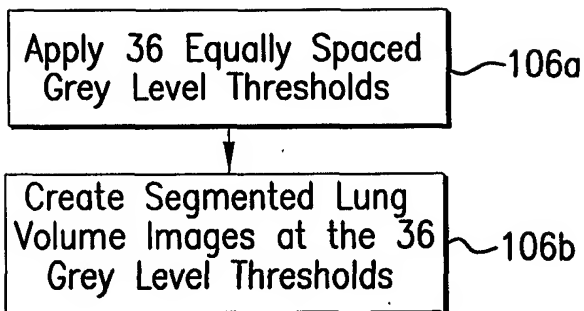 Apply 36 Equally Spaced
Grey Level Thresholds
106a
Create Segmented Lung
Volume Images at the 36
Grey Level Thresholds
106b